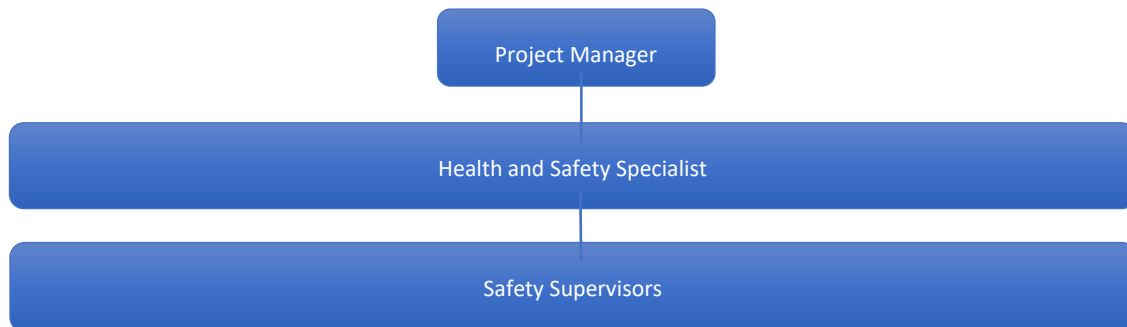 Project Manager
Health and Safety Specialist
Safety Supervisors